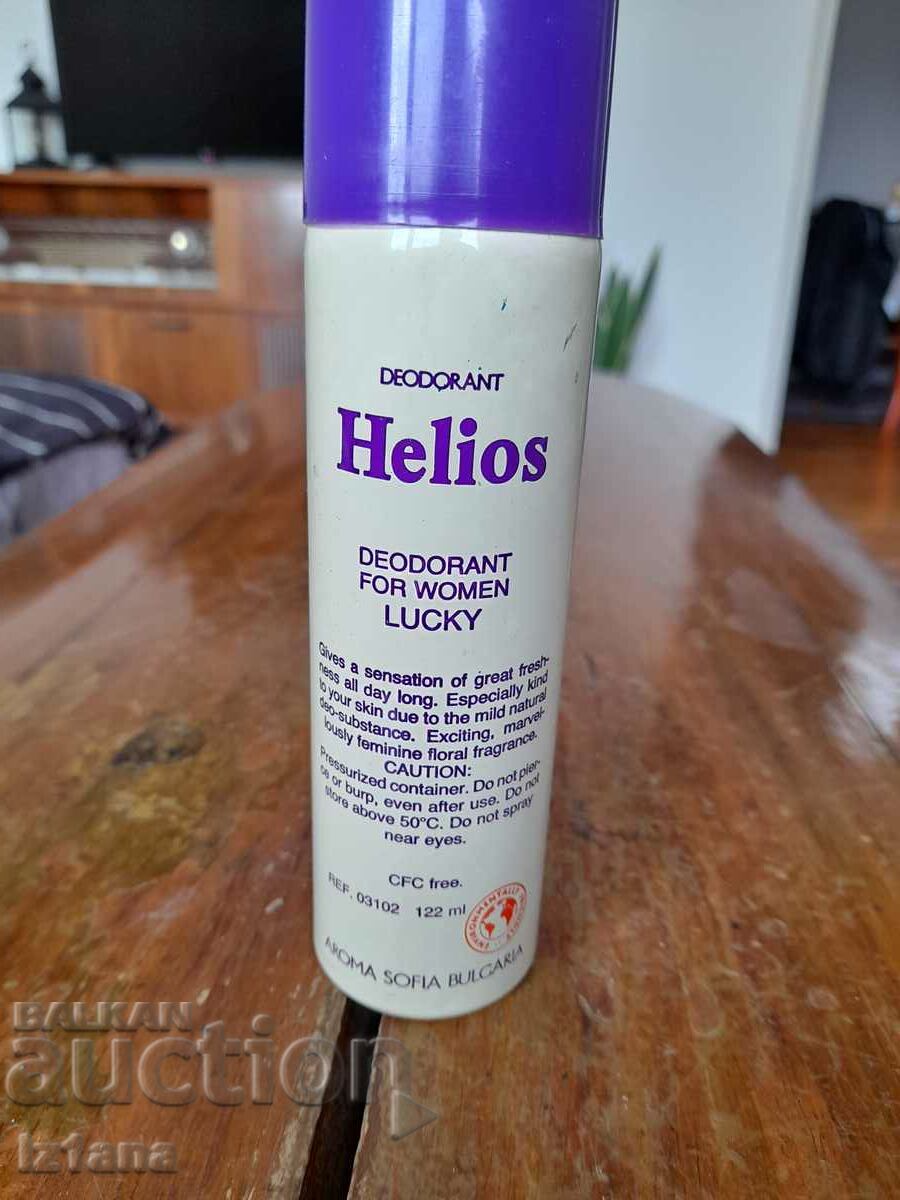 DEODORANT
Helios
DEODORANT
FOR WOMEN
LUCKY
Gives a sensation of great fresh-
ness all day long. Especially kind
to your skin due to the mild natural
deo-substance. Exciting, marvel-
lously feminine floral fragrance.
CAUTION:
Pressurized container. Do not pier-
ce or burp, even after use. Do not
store above 50°C. Do not spray
near eyes.
CFC free.
REF. 03102 122 ml
ENVIRONMENTALLY
AROMA SOFIA BULGARIA
BALKAN
auction
izfana